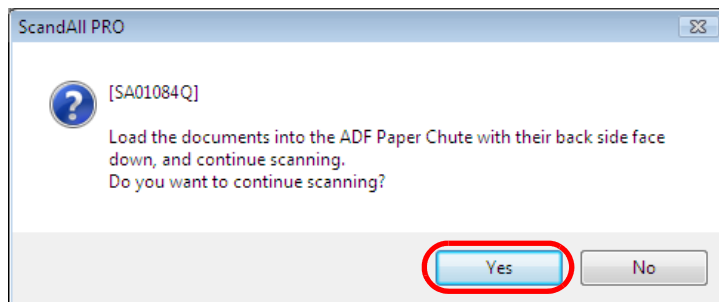 ScandAll PRO
[SA01084Q]
Load the documents into the ADF Paper Chute with their back side face
down, and continue scanning.
Do you want to continue scanning?
Yes
No